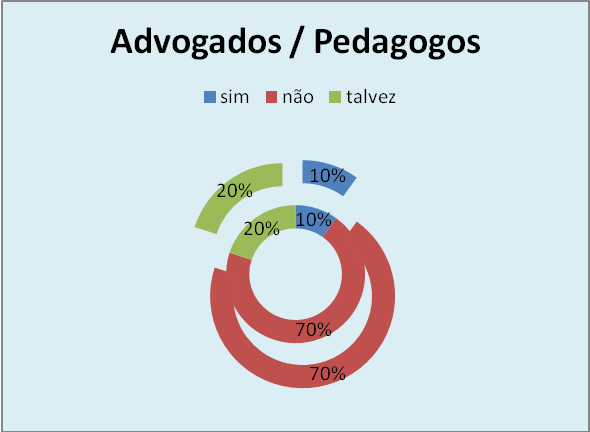 Advogados / Pedagogos
sim não talvez
20% 10%
20% 10%
70%
70%